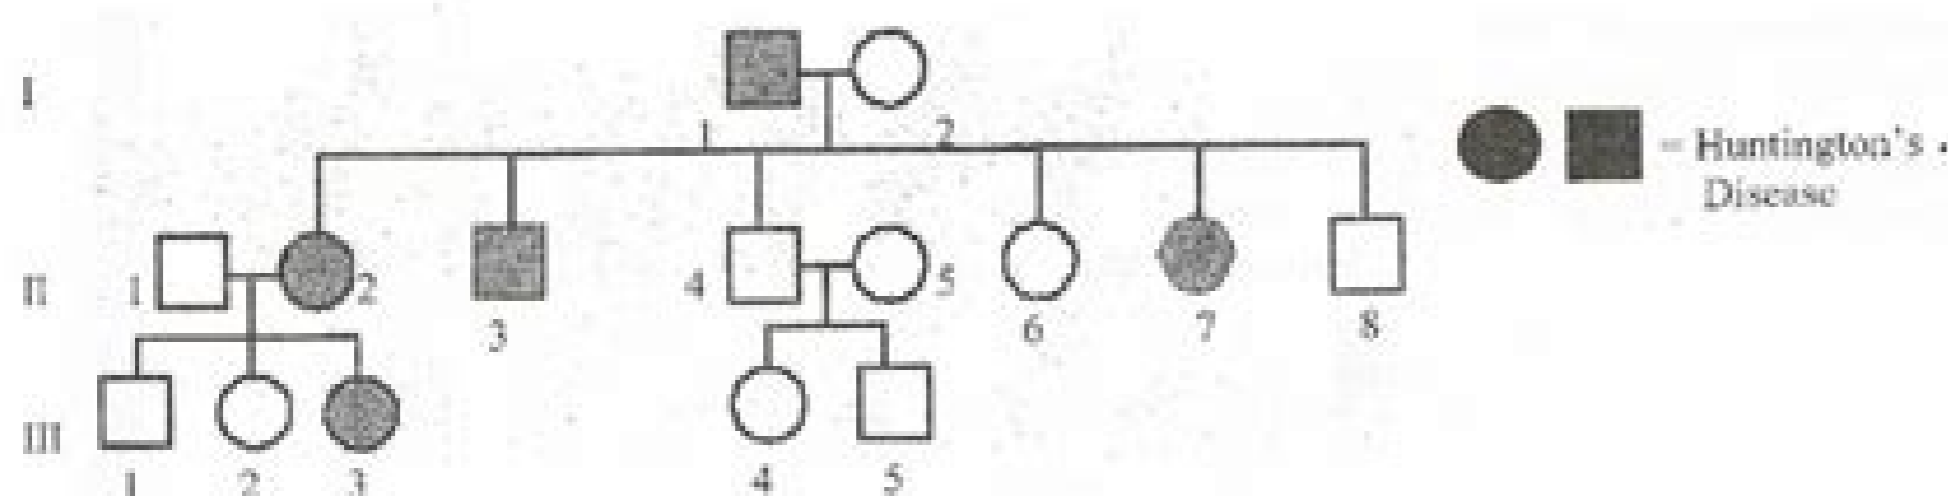 I
1 2
= Huntington's
Disease
II 1 2 3 4 5 6 7 8
III 1 2 3 4 5